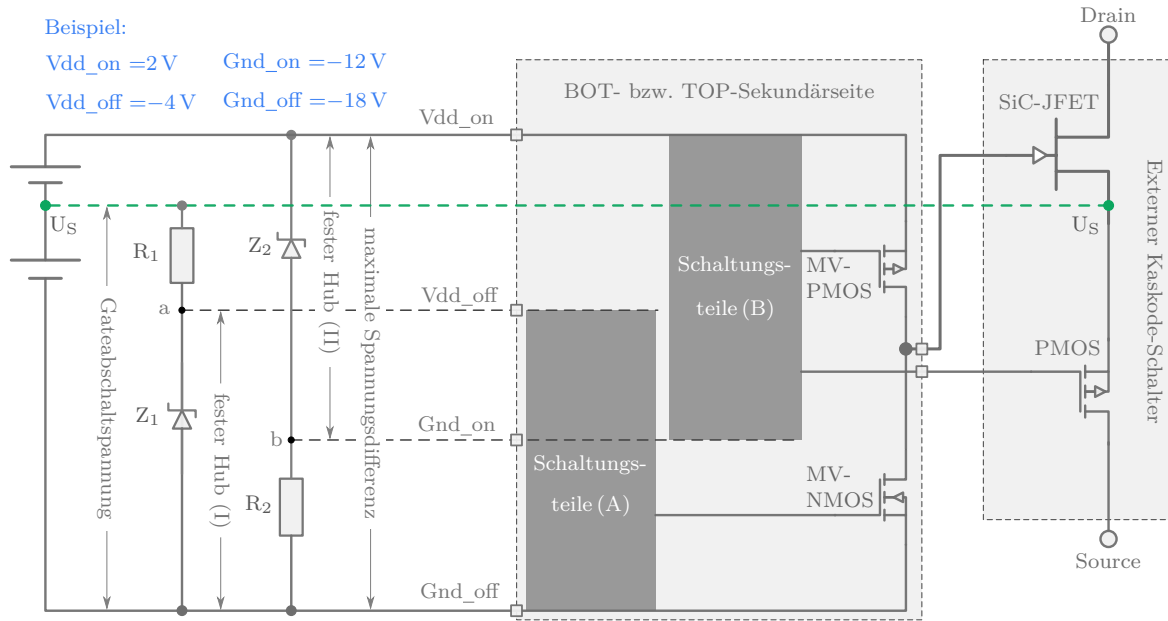 Beispiel:
Vdd_on =2 V Gnd_on =−12 V
Vdd_off =−4 V Gnd_off =−18 V
Drain
BOT- bzw. TOP-Sekundärseite
SiC-JFET
Vdd_on
U_S
U_S
R_1
Z_2
MV-
PMOS
Schaltungs-
teile (B)
Vdd_off
a
PMOS
Z_1
Gnd_on
b
Schaltungs-
teile (A)
MV-
NMOS
R_2
Gnd_off
Source
Gateabschaltspannung
fester Hub (I)
fester Hub (II)
maximale Spannungsdifferenz
Externer Kaskode-Schalter